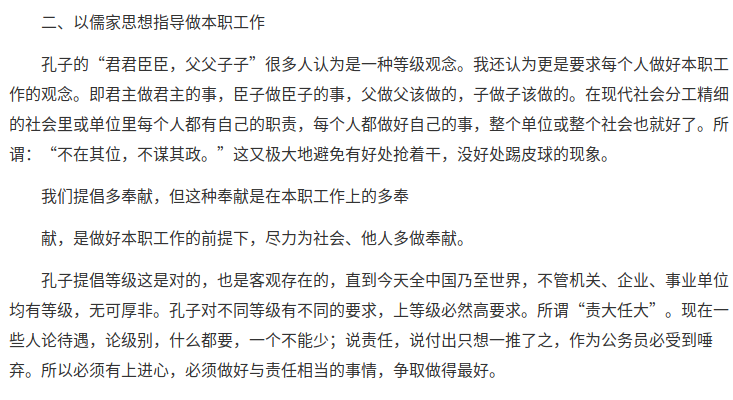 二、以儒家思想指导做本职工作
孔子的“君君臣臣，父父子子”很多人认为是一种等级观念。我还认为更是要求每个人做好本职工
作的观念。即君主做君主的事，臣子做臣子的事，父做父该做的，子做子该做的。在现代社会分工精细
的社会里或单位里每个人都有自己的职责，每个人都做好自己的事，整个单位或整个社会也就好了。所
谓：“不在其位，不谋其政。”这又极大地避免有好处抢着干，没好处踢皮球的现象。
我们提倡多奉献，但这种奉献是在本职工作上的多奉
献，是做好本职工作的前提下，尽力为社会、他人多做奉献。
孔子提倡等级这是对的，也是客观存在的，直到今天全中国乃至世界，不管机关、企业、事业单位
均有等级，无可厚非。孔子对不同等级有不同的要求，上等级必然高要求。所谓“责大任大”。现在一
些人论待遇，论级别，什么都要，一个不能少；说责任，说付出只想一推了之，作为公务员必受到唾
弃。所以必须有上进心，必须做好与责任相当的事情，争取做得最好。